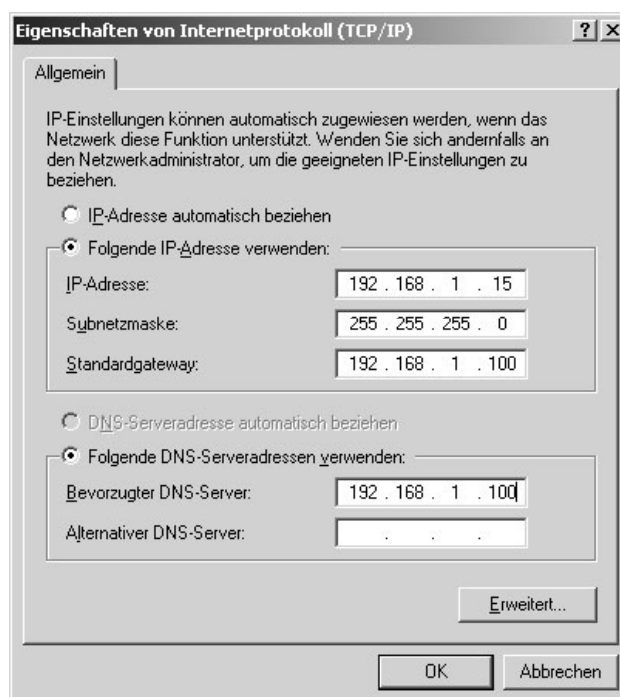 Eigenschaften von Internetprotokoll (TCP/IP)
Allgemein
IP-Einstellungen können automatisch zugewiesen werden, wenn das
Netzwerk diese Funktion unterstützt. Wenden Sie sich andernfalls an
den Netzwerkadministrator, um die geeigneten IP-Einstellungen zu
beziehen.
IP-Adresse automatisch beziehen
Folgende IP-Adresse verwenden:
IP-Adresse: 192 . 168 . 1 . 15
Subnetzmaske: 255 . 255 . 255 . 0
Standardgateway: 192 . 168 . 1 . 100
DNS-Serveradresse automatisch beziehen
Folgende DNS-Serveradressen verwenden:
Bevorzugter DNS-Server: 192 . 168 . 1 . 100
Alternativer DNS-Server: . . .
Erweitert...
OK Abbrechen